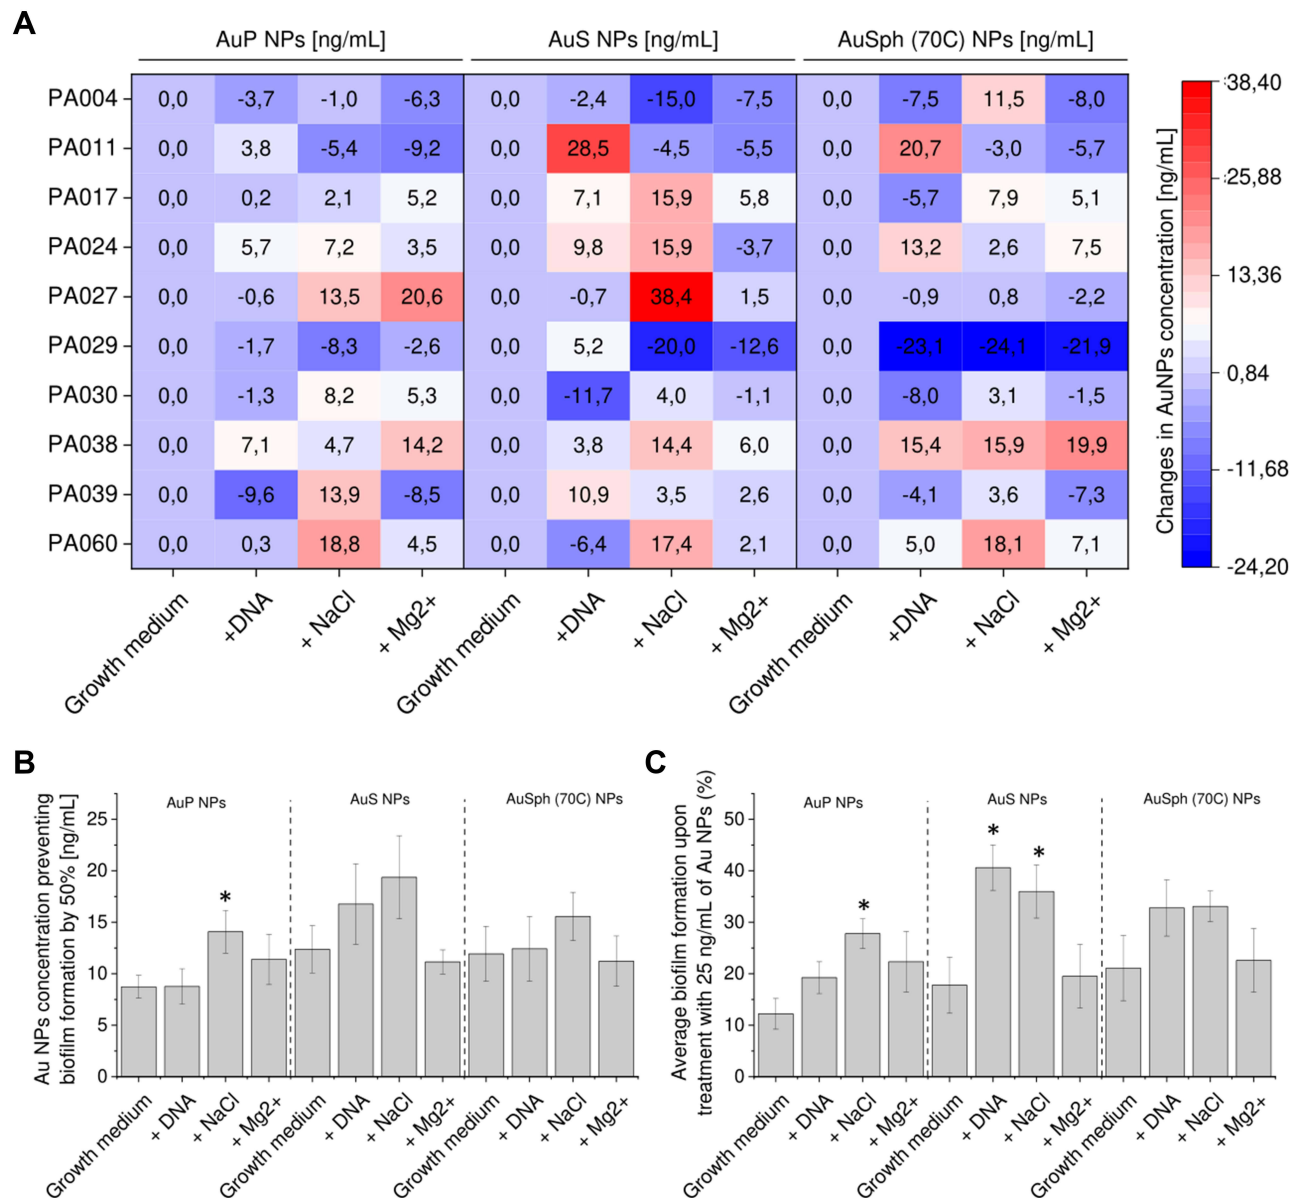 A
AuP NPs [ng/mL] AuS NPs [ng/mL] AuSph (70C) NPs [ng/mL]
PA004 0,0 -3,7 -1,0 -6,3 0,0 -2,4 -15,0 -7,5 0,0 -7,5 11,5 -8,0
PA011 0,0 3,8 -5,4 -9,2 0,0 28,5 -4,5 -5,5 0,0 20,7 -3,0 -5,7
PA017 0,0 0,2 2,1 5,2 0,0 7,1 15,9 5,8 0,0 -5,7 7,9 5,1
PA024 0,0 5,7 7,2 3,5 0,0 9,8 15,9 -3,7 0,0 13,2 2,6 7,5
PA027 0,0 -0,6 13,5 20,6 0,0 -0,7 38,4 1,5 0,0 -0,9 0,8 -2,2
PA029 0,0 -1,7 -8,3 -2,6 0,0 5,2 -20,0 -12,6 0,0 -23,1 -24,1 -21,9
PA030 0,0 -1,3 8,2 5,3 0,0 -11,7 4,0 -1,1 0,0 -8,0 3,1 -1,5
PA038 0,0 7,1 4,7 14,2 0,0 3,8 14,4 6,0 0,0 15,4 15,9 19,9
PA039 0,0 -9,6 13,9 -8,5 0,0 10,9 3,5 2,6 0,0 -4,1 3,6 -7,3
PA060 0,0 0,3 18,8 4,5 0,0 -6,4 17,4 2,1 0,0 5,0 18,1 7,1
Growth medium +DNA + NaCl + Mg2+ Growth medium +DNA + NaCl + Mg2+ Growth medium +DNA + NaCl + Mg2+
Changes in AuNPs concentration [ng/mL]
38,40
25,88
13,36
0,84
-11,68
-24,20
B
Au NPs concentration preventing
biofilm formation by 50% [ng/mL]
AuP NPs AuS NPs AuSph (70C) NPs
25
20
15
10
5
0
*
Growth medium + DNA + NaCl + Mg2+ Growth medium + DNA + NaCl + Mg2+ Growth medium + DNA + NaCl + Mg2+
C
Average biofilm formation upon
treatment with 25 ng/mL of Au NPs (%)
AuP NPs AuS NPs AuSph (70C) NPs
50
40
30
20
10
0
* * *
Growth medium + DNA + NaCl + Mg2+ Growth medium + DNA + NaCl + Mg2+ Growth medium + DNA + NaCl + Mg2+